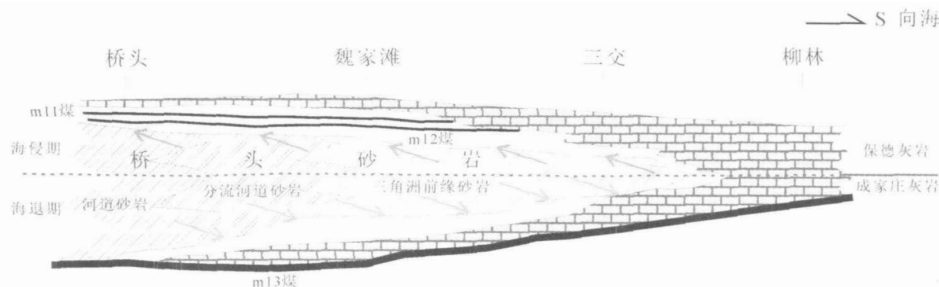 S 向海
桥头 魏家滩 三交 柳林
m11煤
m12煤
海侵期 桥 头 砂 岩 保德灰岩
海退期 河道砂岩 分流河道砂岩 三角洲前缘砂岩 成家庄灰岩
m13煤